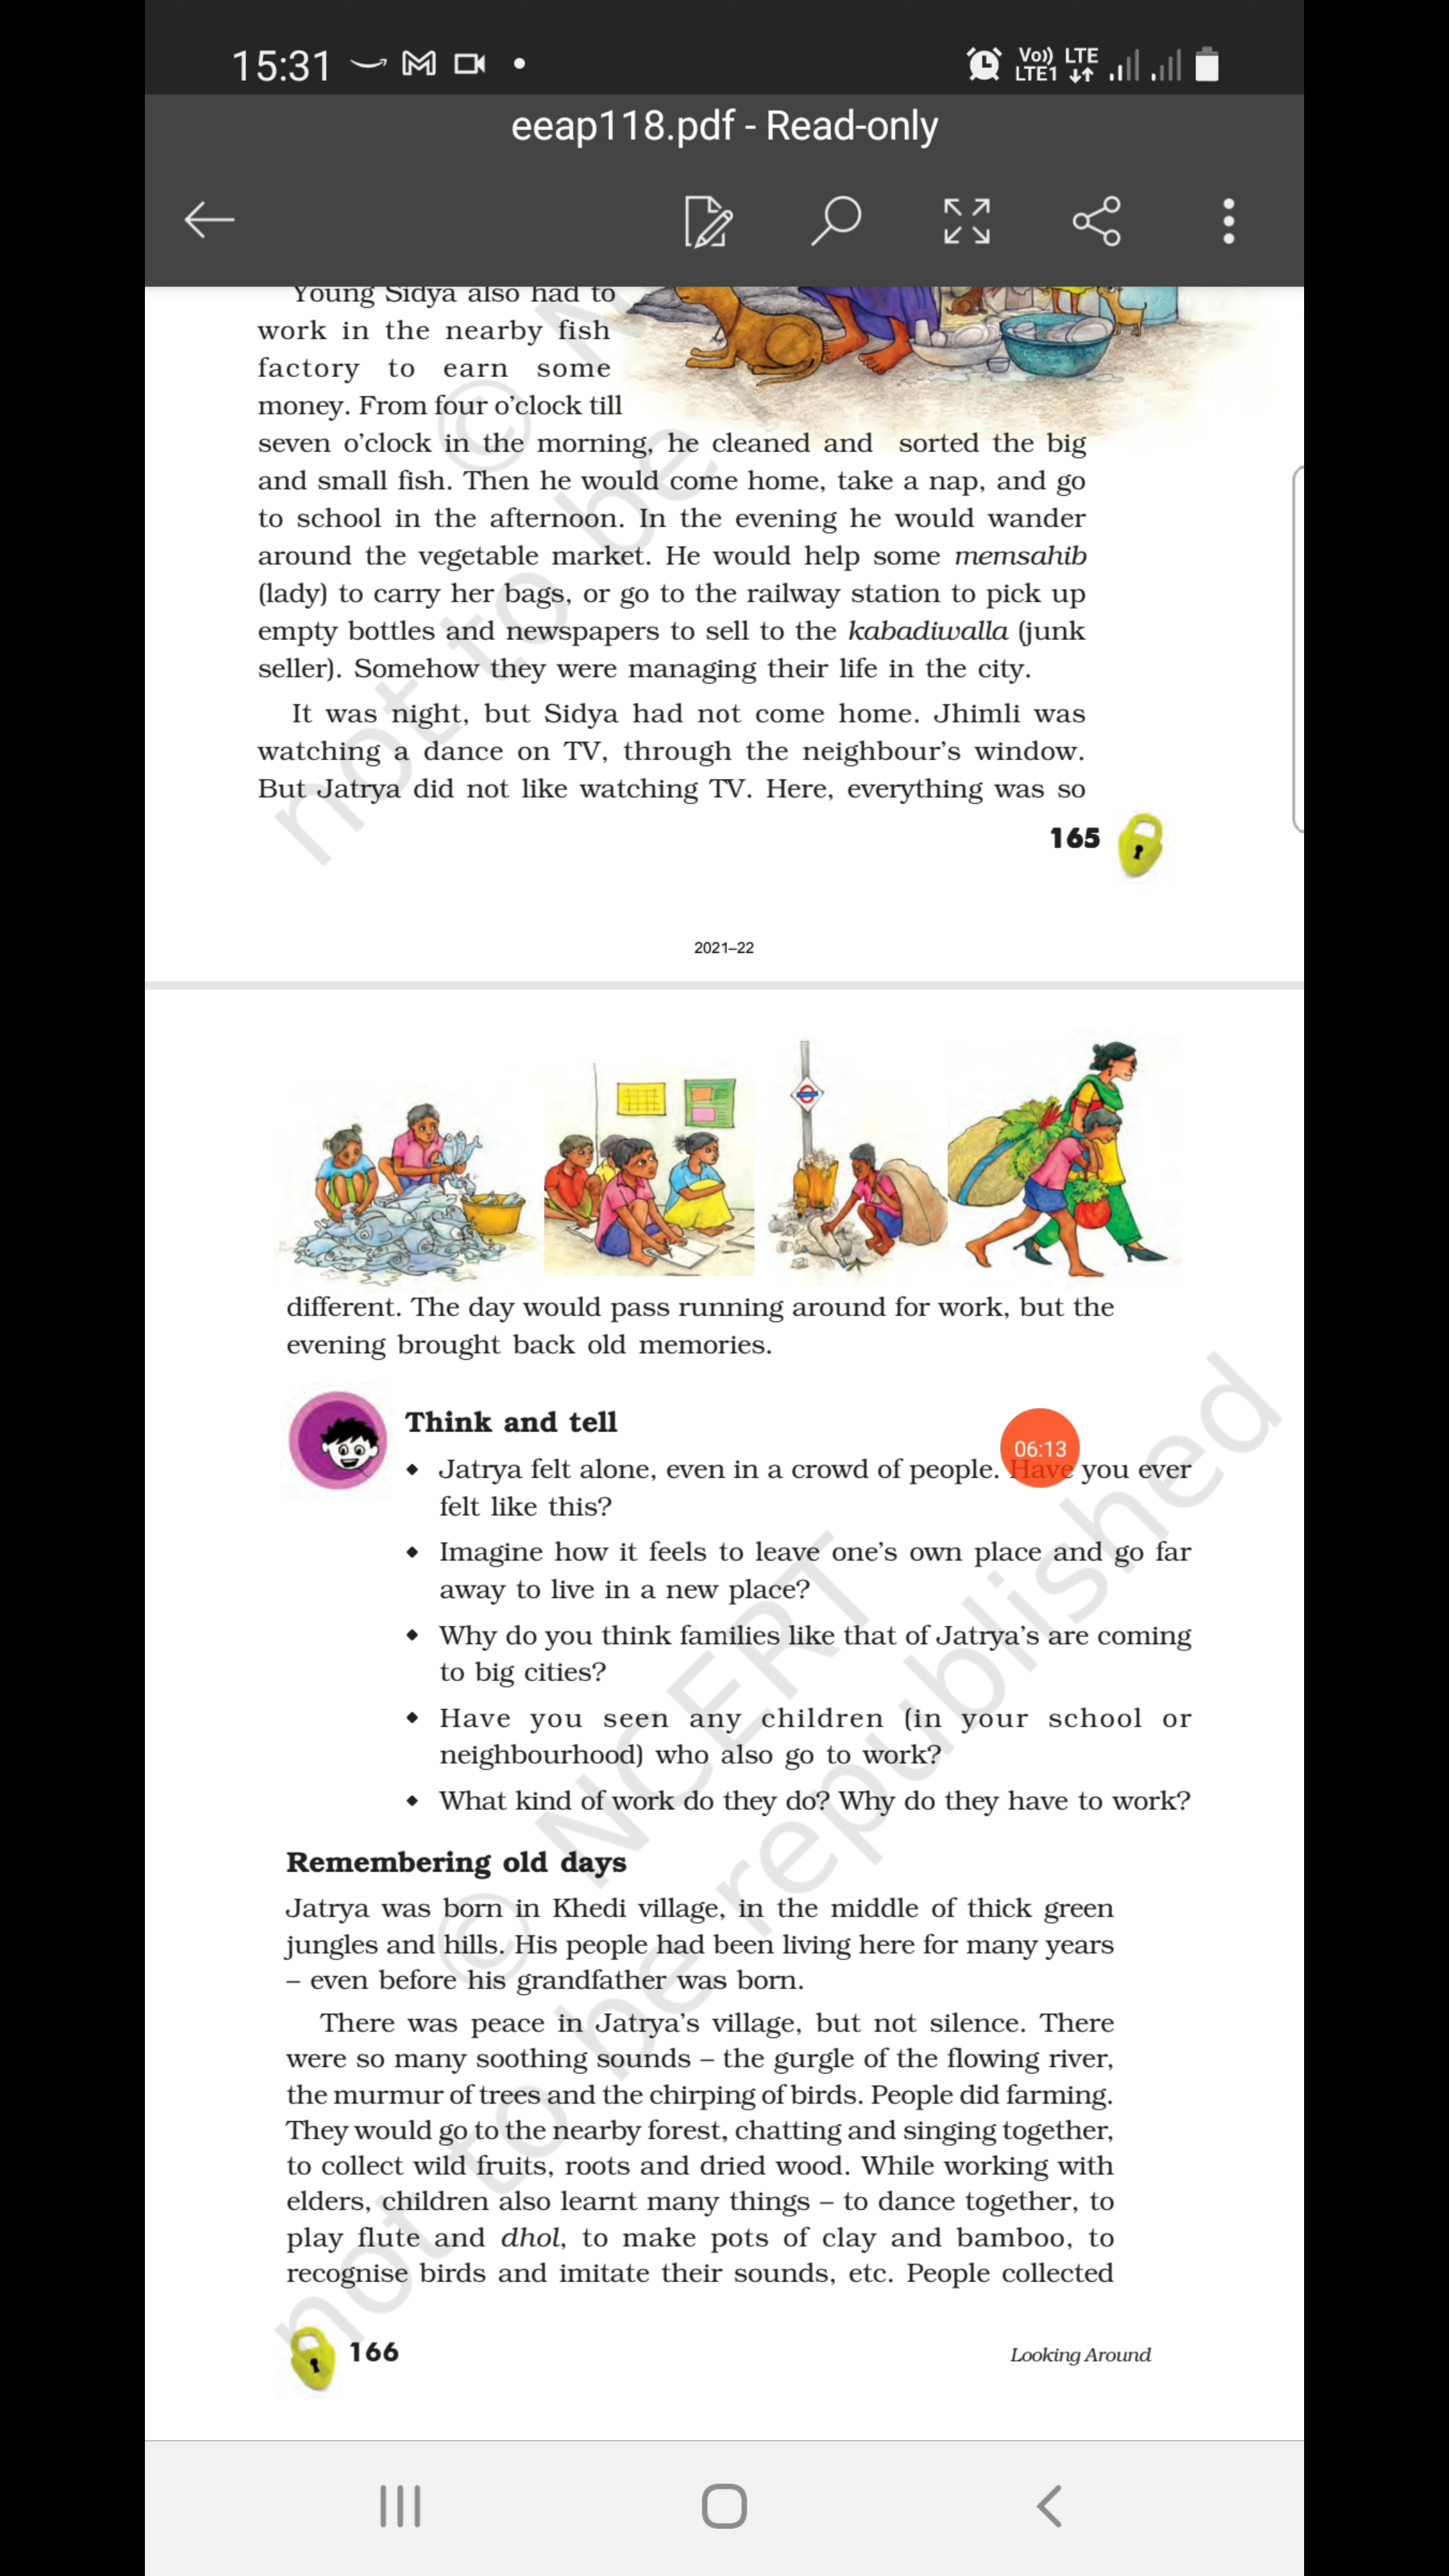 15:31
Vo)) LTE
LTE1
eeap118.pdf - Read-only
Young Sidya also had to
work in the nearby fish
factory to earn some
money. From four o'clock till
seven o'clock in the morning, he cleaned and sorted the big
and small fish. Then he would come home, take a nap, and go
to school in the afternoon. In the evening he would wander
around the vegetable market. He would help some memsahib
(lady) to carry her bags, or go to the railway station to pick up
empty bottles and newspapers to sell to the kabadiwalla (junk
seller). Somehow they were managing their life in the city.
It was night, but Sidya had not come home. Jhimli was
watching a dance on TV, through the neighbour's window.
But Jatrya did not like watching TV. Here, everything was so
165
© N
not to be
2021–22
different. The day would pass running around for work, but the
evening brought back old memories.
Think and tell
06:13
◆ Jatrya felt alone, even in a crowd of people. Have you ever
felt like this?
◆ Imagine how it feels to leave one's own place and go far
away to live in a new place?
◆ Why do you think families like that of Jatrya's are coming
to big cities?
◆ Have you seen any children (in your school or
neighbourhood) who also go to work?
◆ What kind of work do they do? Why do they have to work?
Remembering old days
Jatrya was born in Khedi village, in the middle of thick green
jungles and hills. His people had been living here for many years
– even before his grandfather was born.
There was peace in Jatrya's village, but not silence. There
were so many soothing sounds – the gurgle of the flowing river,
the murmur of trees and the chirping of birds. People did farming.
They would go to the nearby forest, chatting and singing together,
to collect wild fruits, roots and dried wood. While working with
elders, children also learnt many things – to dance together, to
play flute and dhol, to make pots of clay and bamboo, to
recognise birds and imitate their sounds, etc. People collected
© NCERT
not to be republished
166
Looking Around